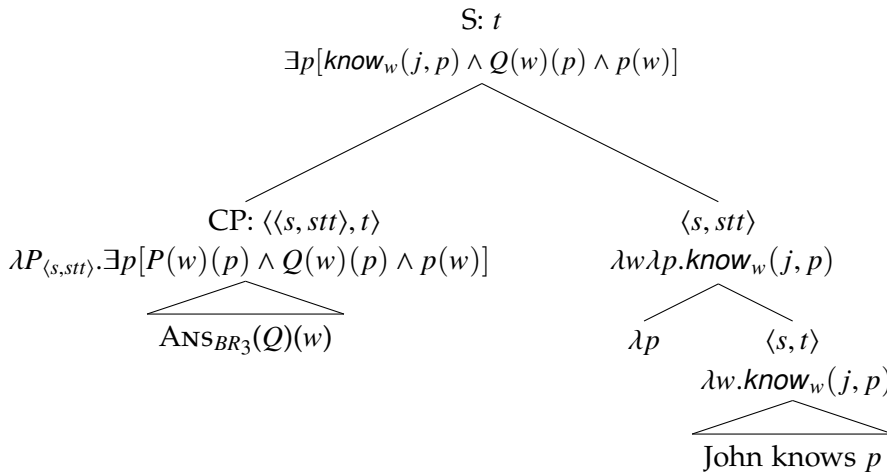 S: t
∃p[know_w(j, p) ∧ Q(w)(p) ∧ p(w)]
CP: ⟨⟨s, stt⟩, t⟩
⟨s, stt⟩
λP_⟨s,stt⟩.∃p[P(w)(p) ∧ Q(w)(p) ∧ p(w)]
λwλp.know_w(j, p)
ANS_BR₃(Q)(w)
λp
⟨s, t⟩
λw.know_w(j, p)
John knows p